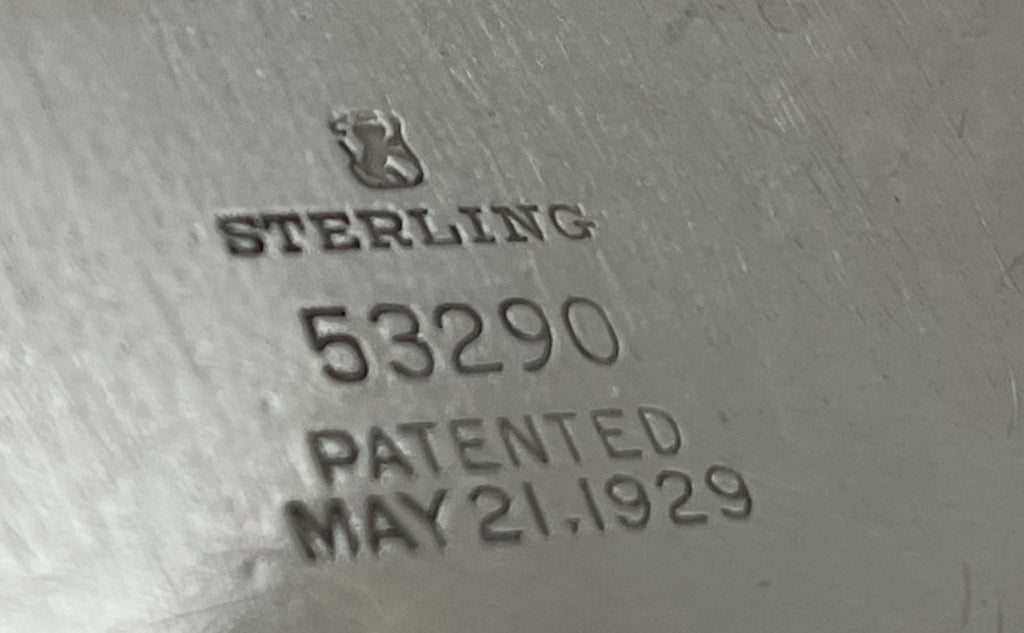 STERLING
53290
PATENTED
MAY 21, 1929